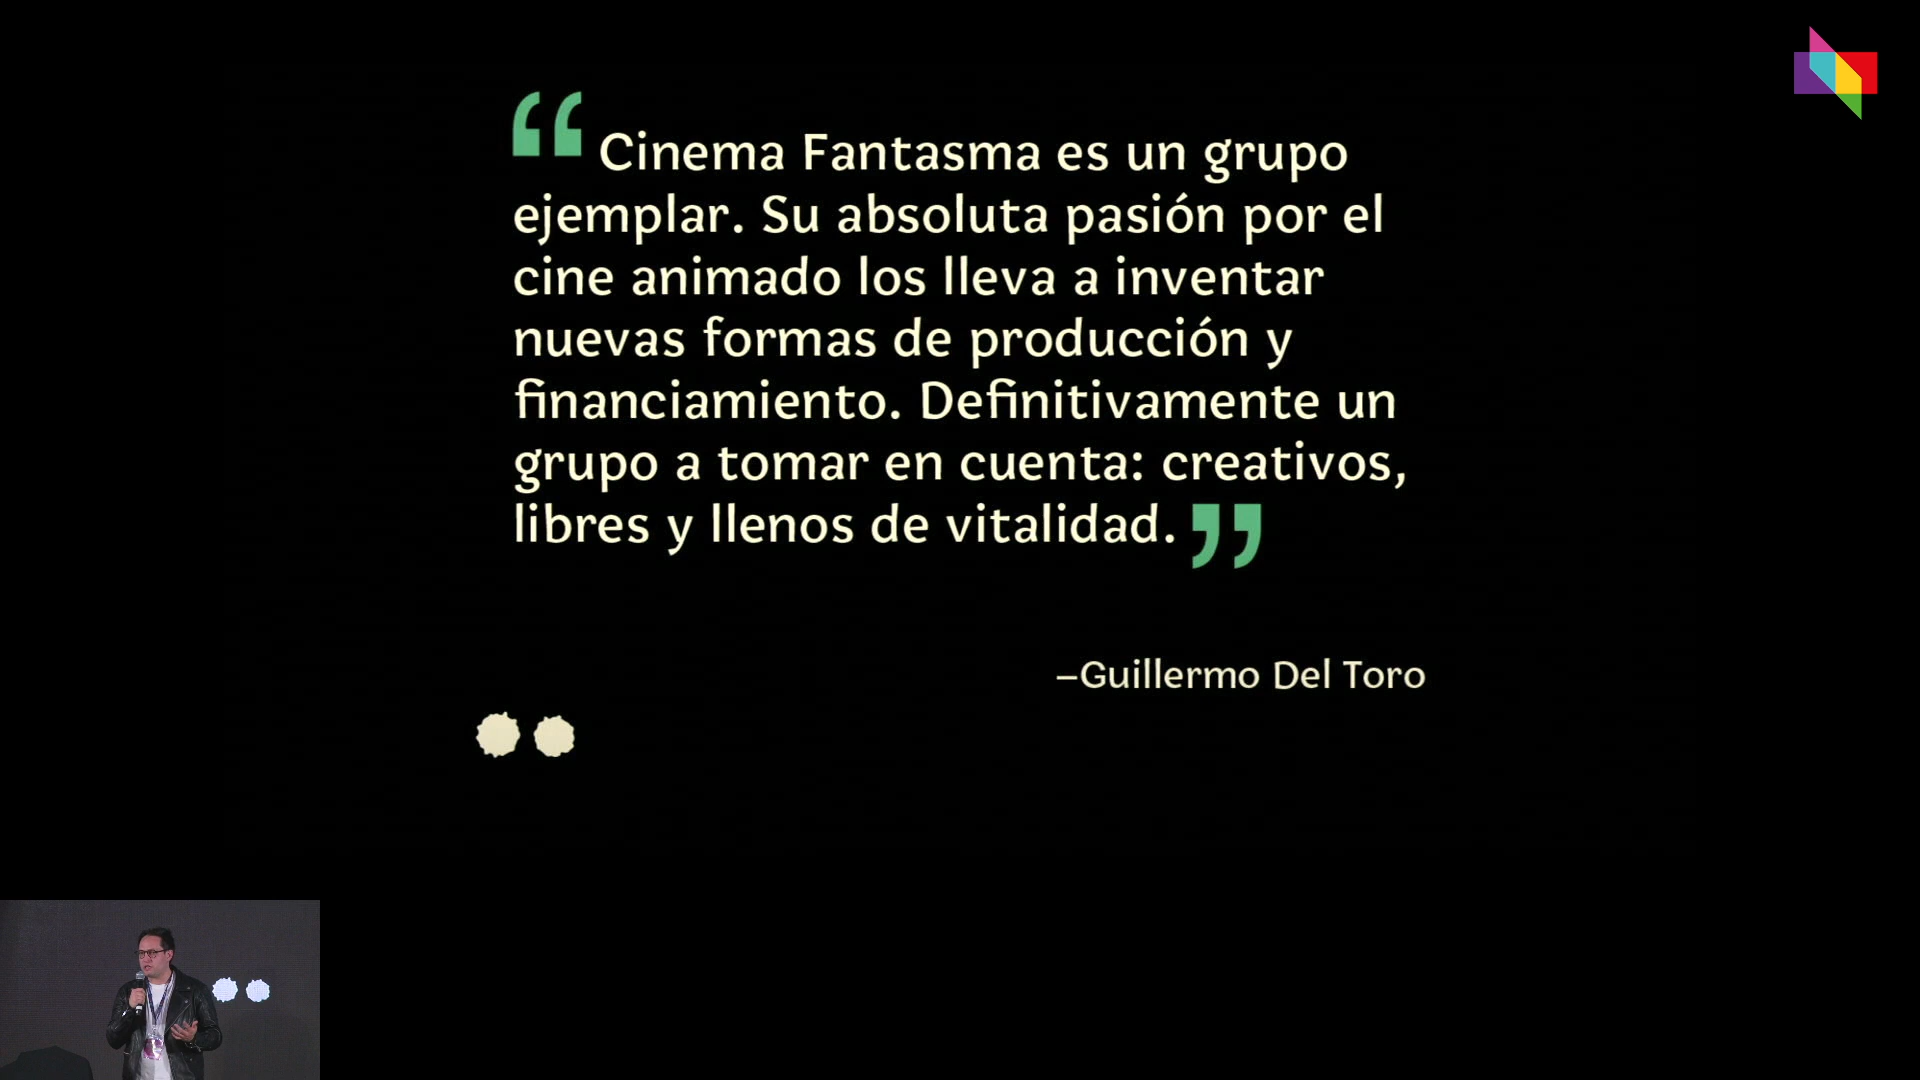 “ Cinema Fantasma es un grupo
ejemplar. Su absoluta pasión por el
cine animado los lleva a inventar
nuevas formas de producción y
financiamiento. Definitivamente un
grupo a tomar en cuenta: creativos,
libres y llenos de vitalidad. ”
–Guillermo Del Toro